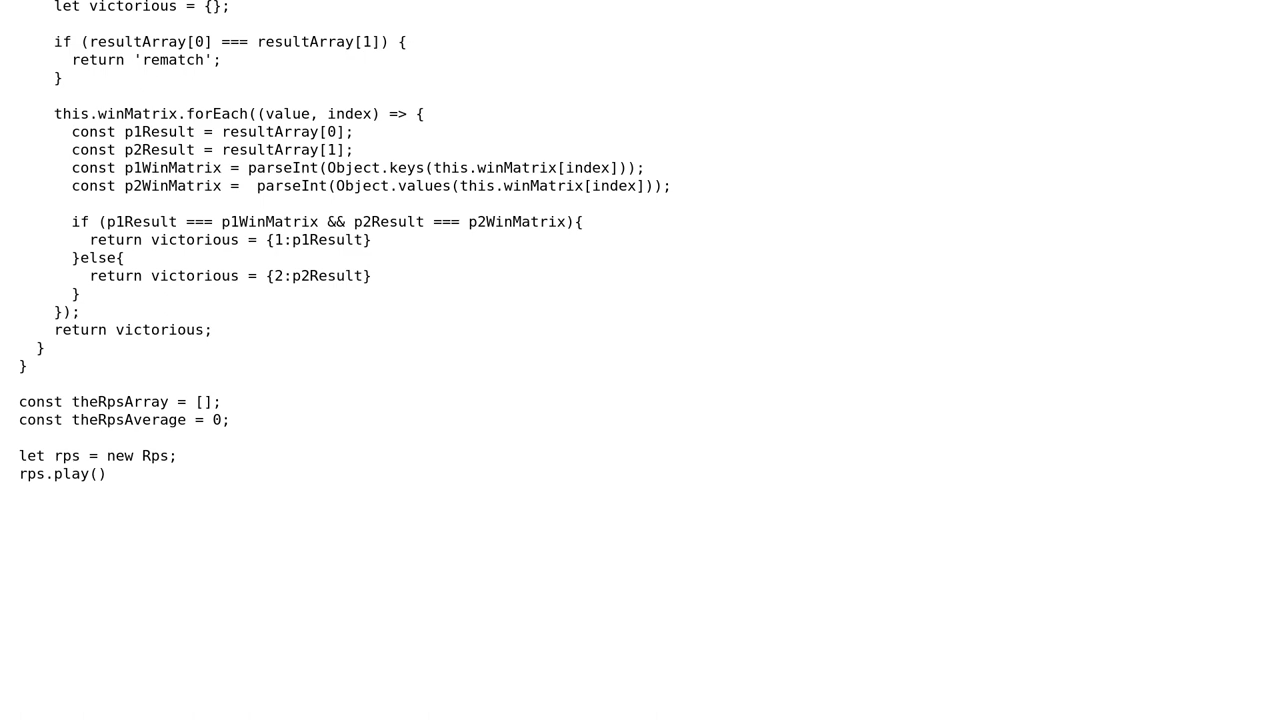 let victorious = {};

if (resultArray[0] === resultArray[1]) {
  return 'rematch';
}

this.winMatrix.forEach((value, index) => {
  const p1Result = resultArray[0];
  const p2Result = resultArray[1];
  const p1WinMatrix = parseInt(Object.keys(this.winMatrix[index]));
  const p2WinMatrix =  parseInt(Object.values(this.winMatrix[index]));

  if (p1Result === p1WinMatrix && p2Result === p2WinMatrix){
    return victorious = {1:p1Result}
  }else{
    return victorious = {2:p2Result}
  }
});
return victorious;
}
}

const theRpsArray = [];
const theRpsAverage = 0;

let rps = new Rps;
rps.play()